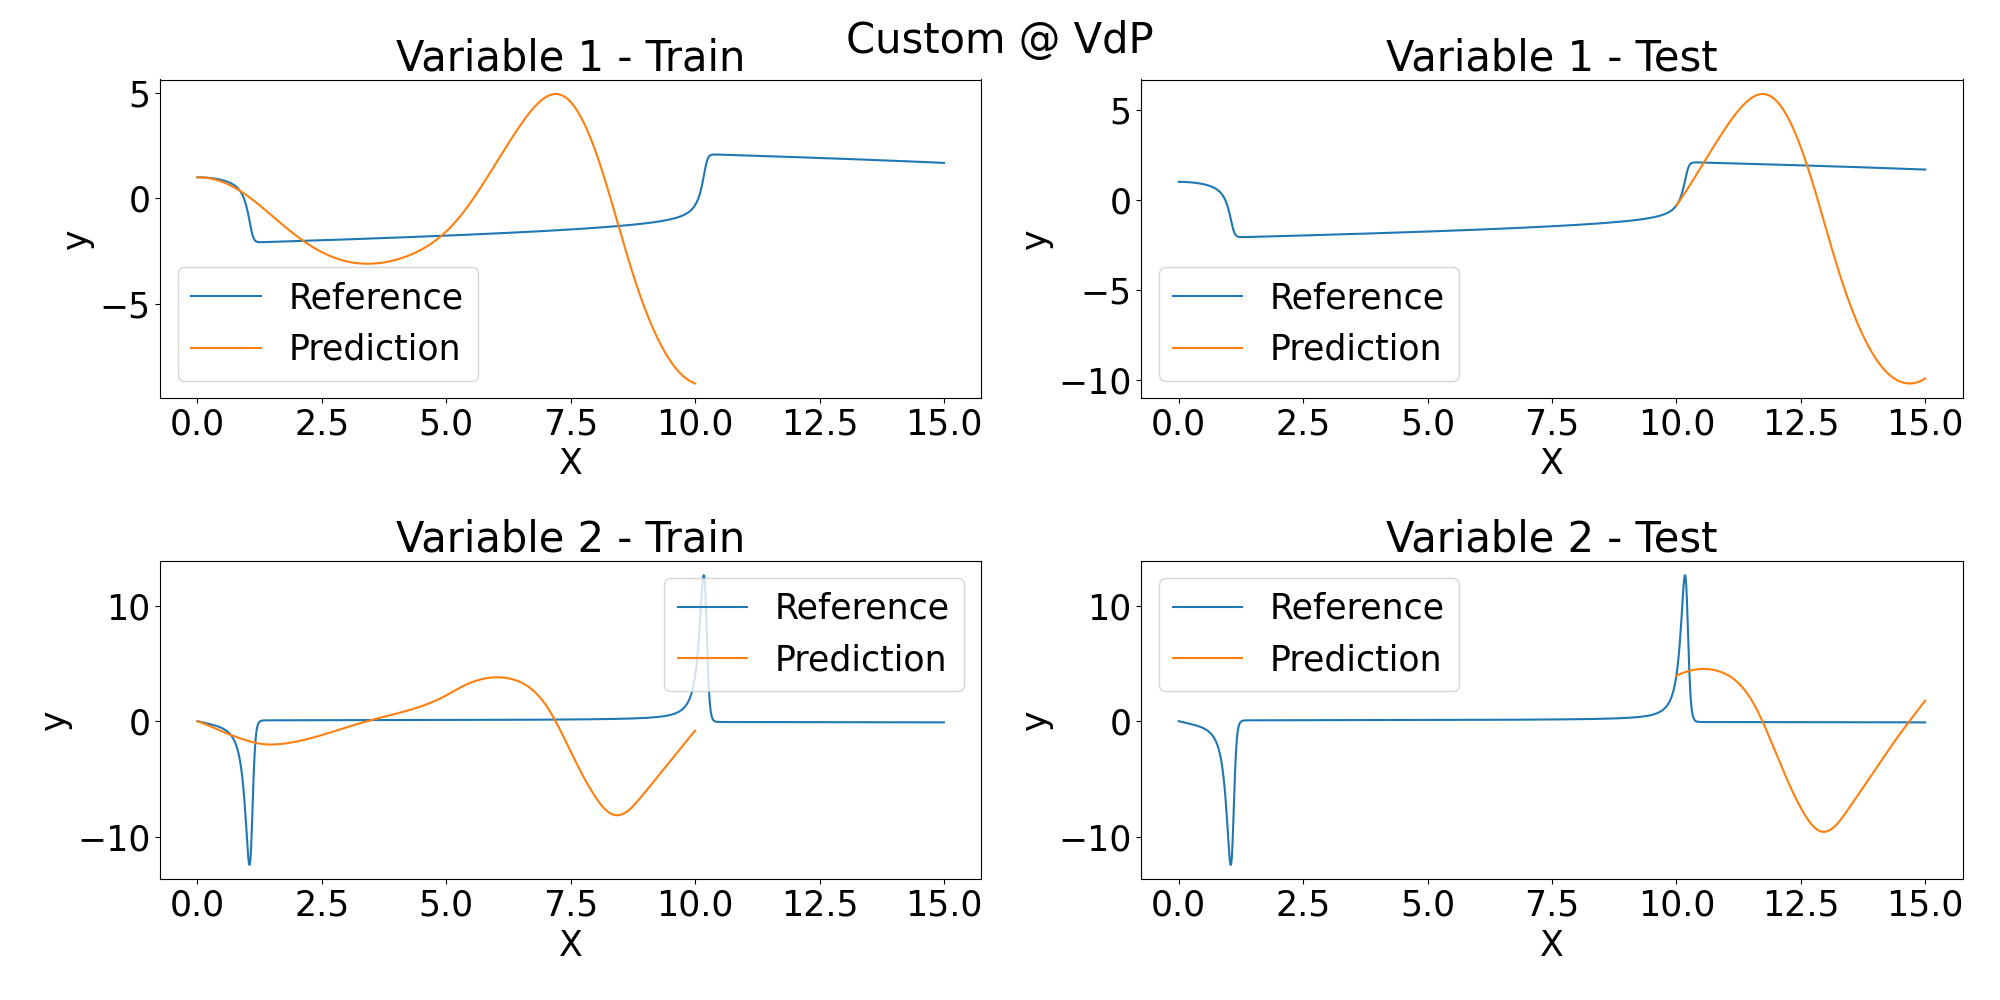 Custom @ VdP
Variable 1 - Train
5
0
−5
y
Reference
Prediction
0.0 2.5 5.0 7.5 10.0 12.5 15.0
X
Variable 1 - Test
5
0
−5
−10
y
Reference
Prediction
0.0 2.5 5.0 7.5 10.0 12.5 15.0
X
Variable 2 - Train
10
0
−10
y
Reference
Prediction
0.0 2.5 5.0 7.5 10.0 12.5 15.0
X
Variable 2 - Test
10
0
−10
y
Reference
Prediction
0.0 2.5 5.0 7.5 10.0 12.5 15.0
X